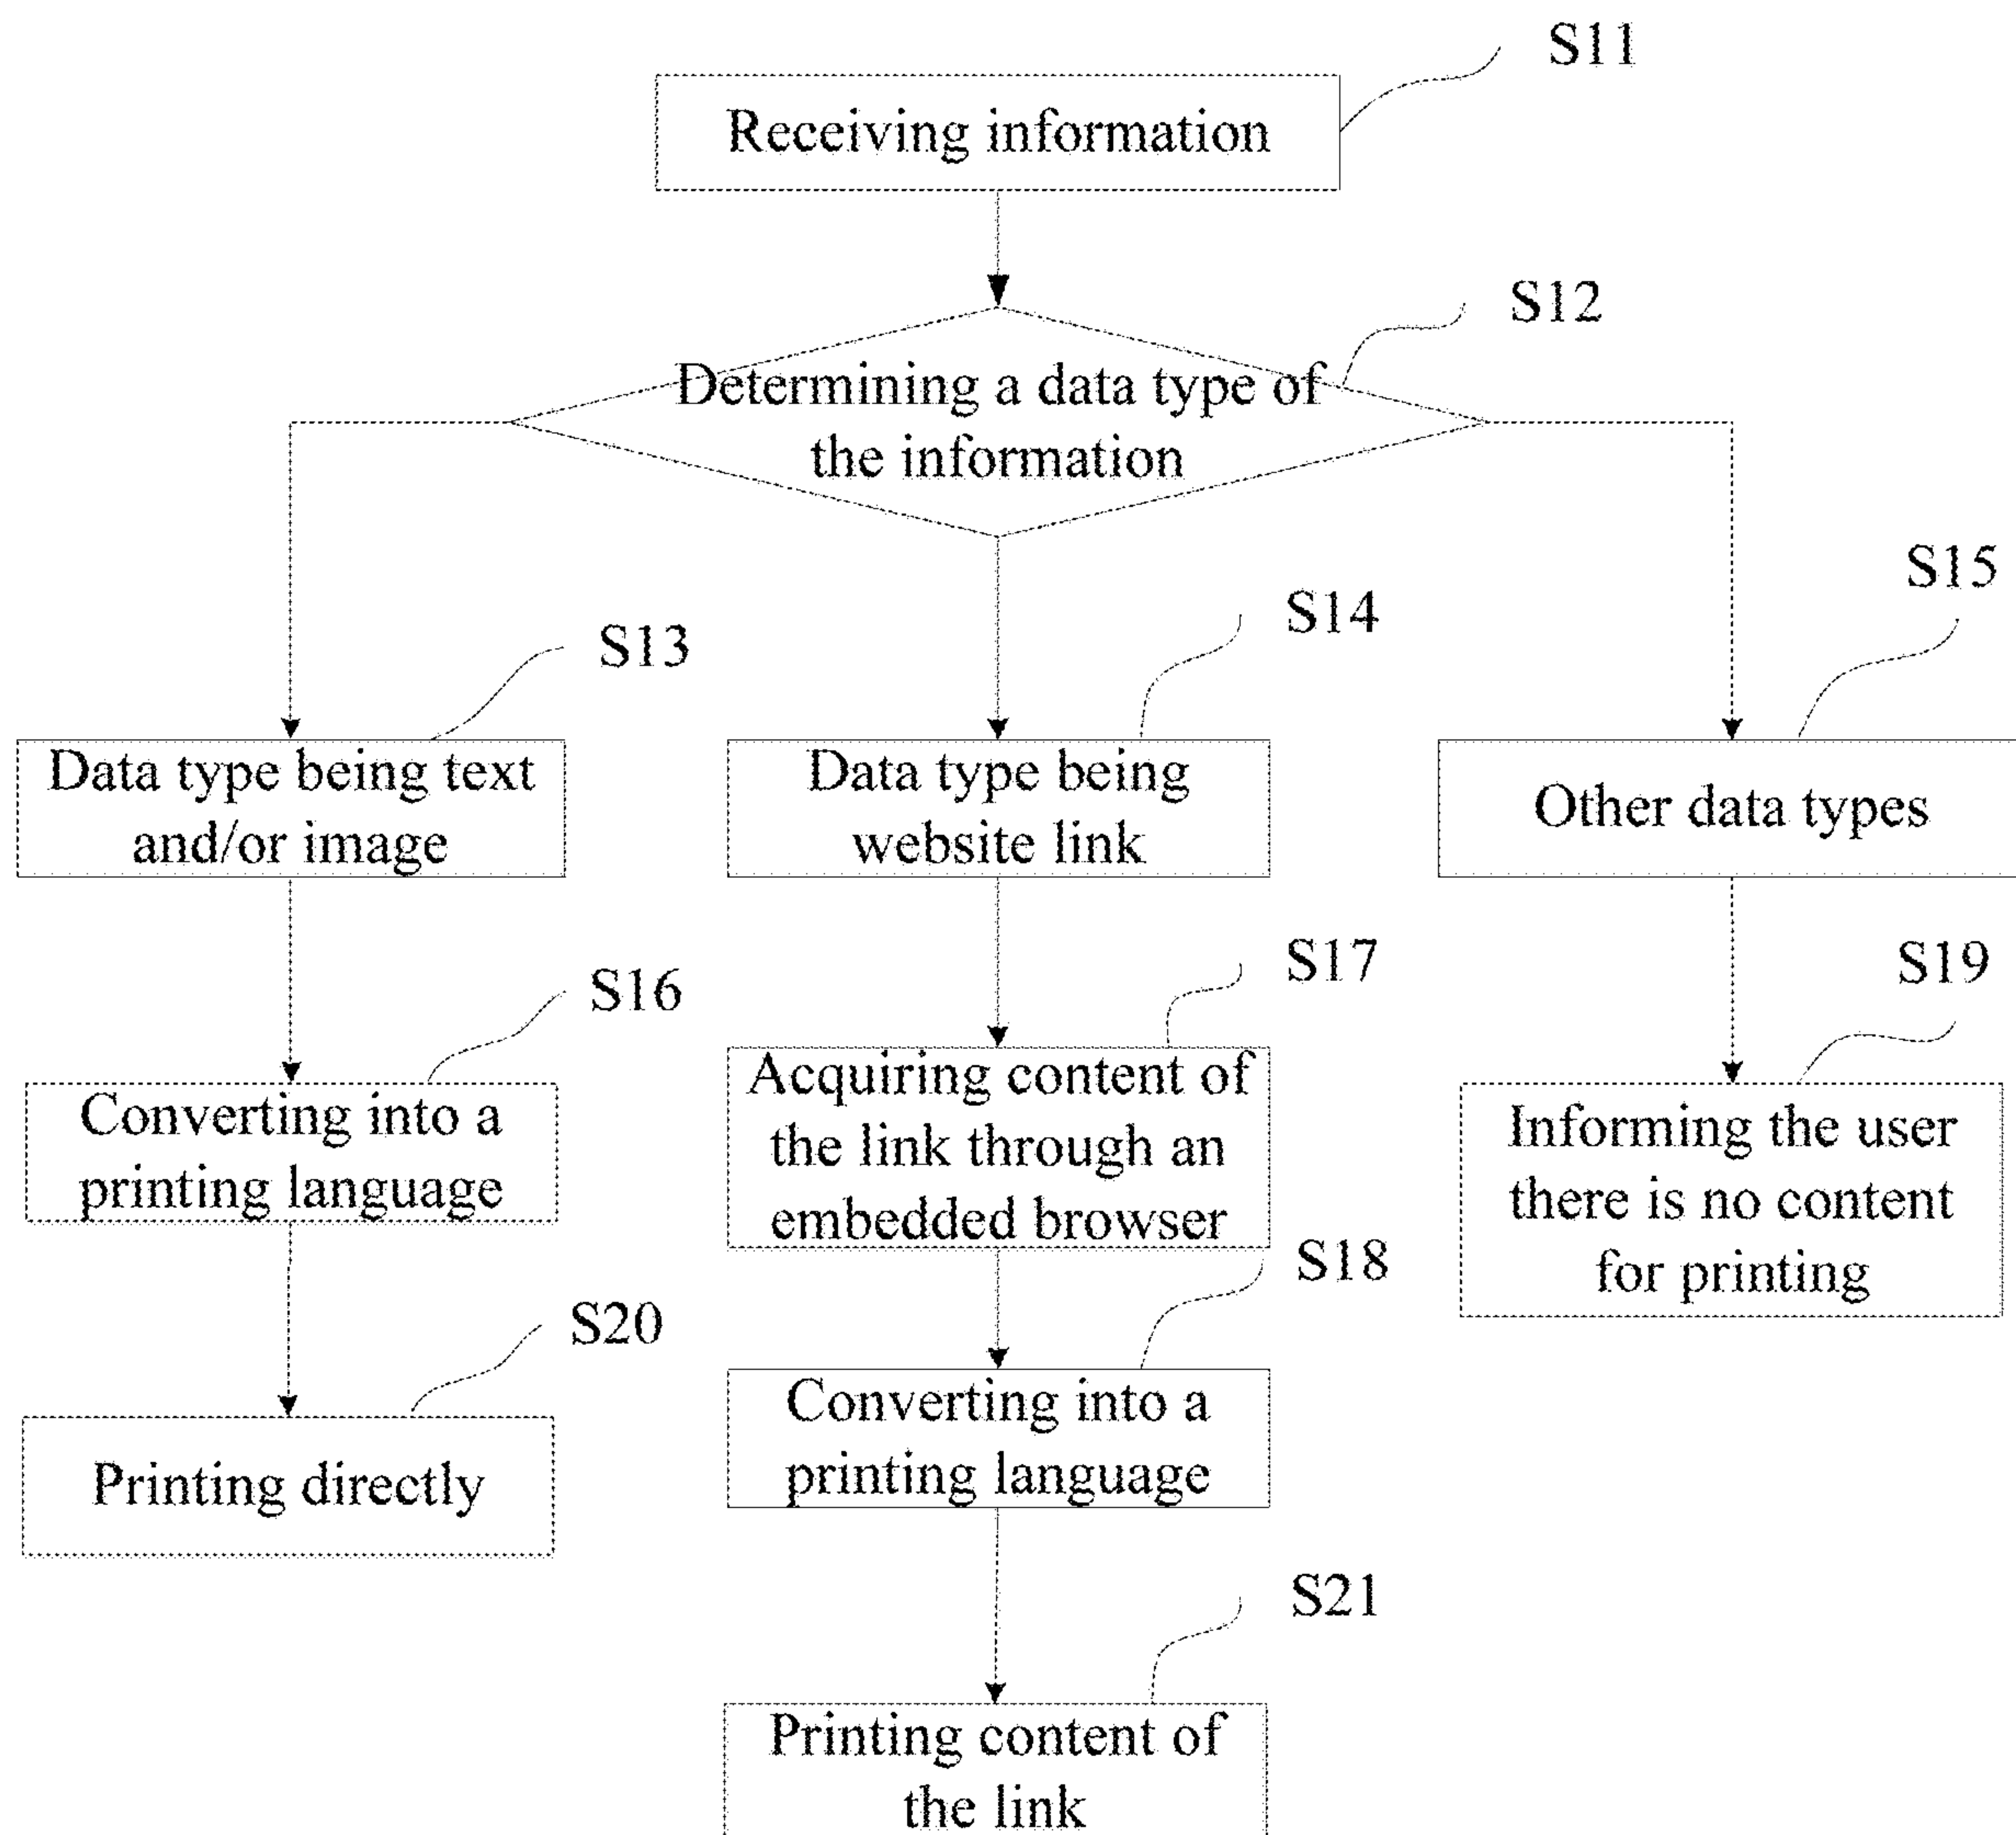 S11
Receiving information
S12
Determining a data type of
the information
S13
S14
S15
Data type being text
and/or image
Data type being
website link
Other data types
S16
S17
S19
Converting into a
printing language
Acquiring content of
the link through an
embedded browser
Informing the user
there is no content
for printing
S20
S18
Printing directly
Converting into a
printing language
S21
Printing content of
the link